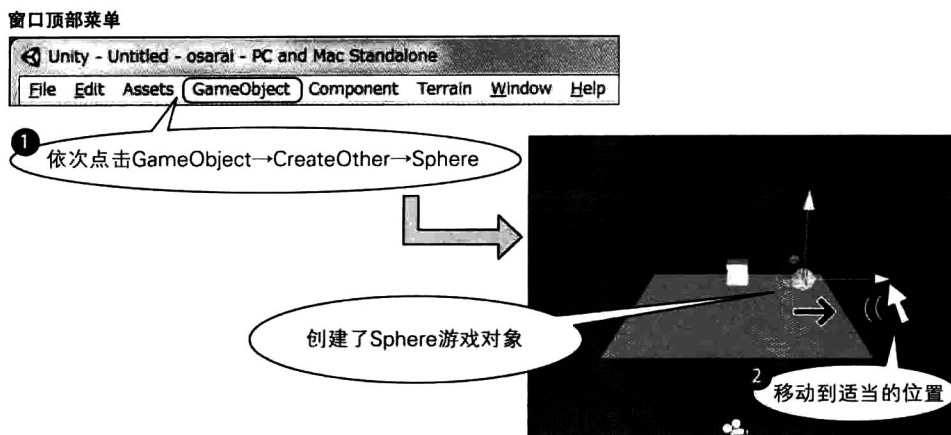 窗口顶部菜单
Unity - Untitled - osarai - PC and Mac Standalone
File Edit Assets GameObject Component Terrain Window Help
1
依次点击GameObject→CreateOther→Sphere
创建了Sphere游戏对象
2
移动到适当的位置